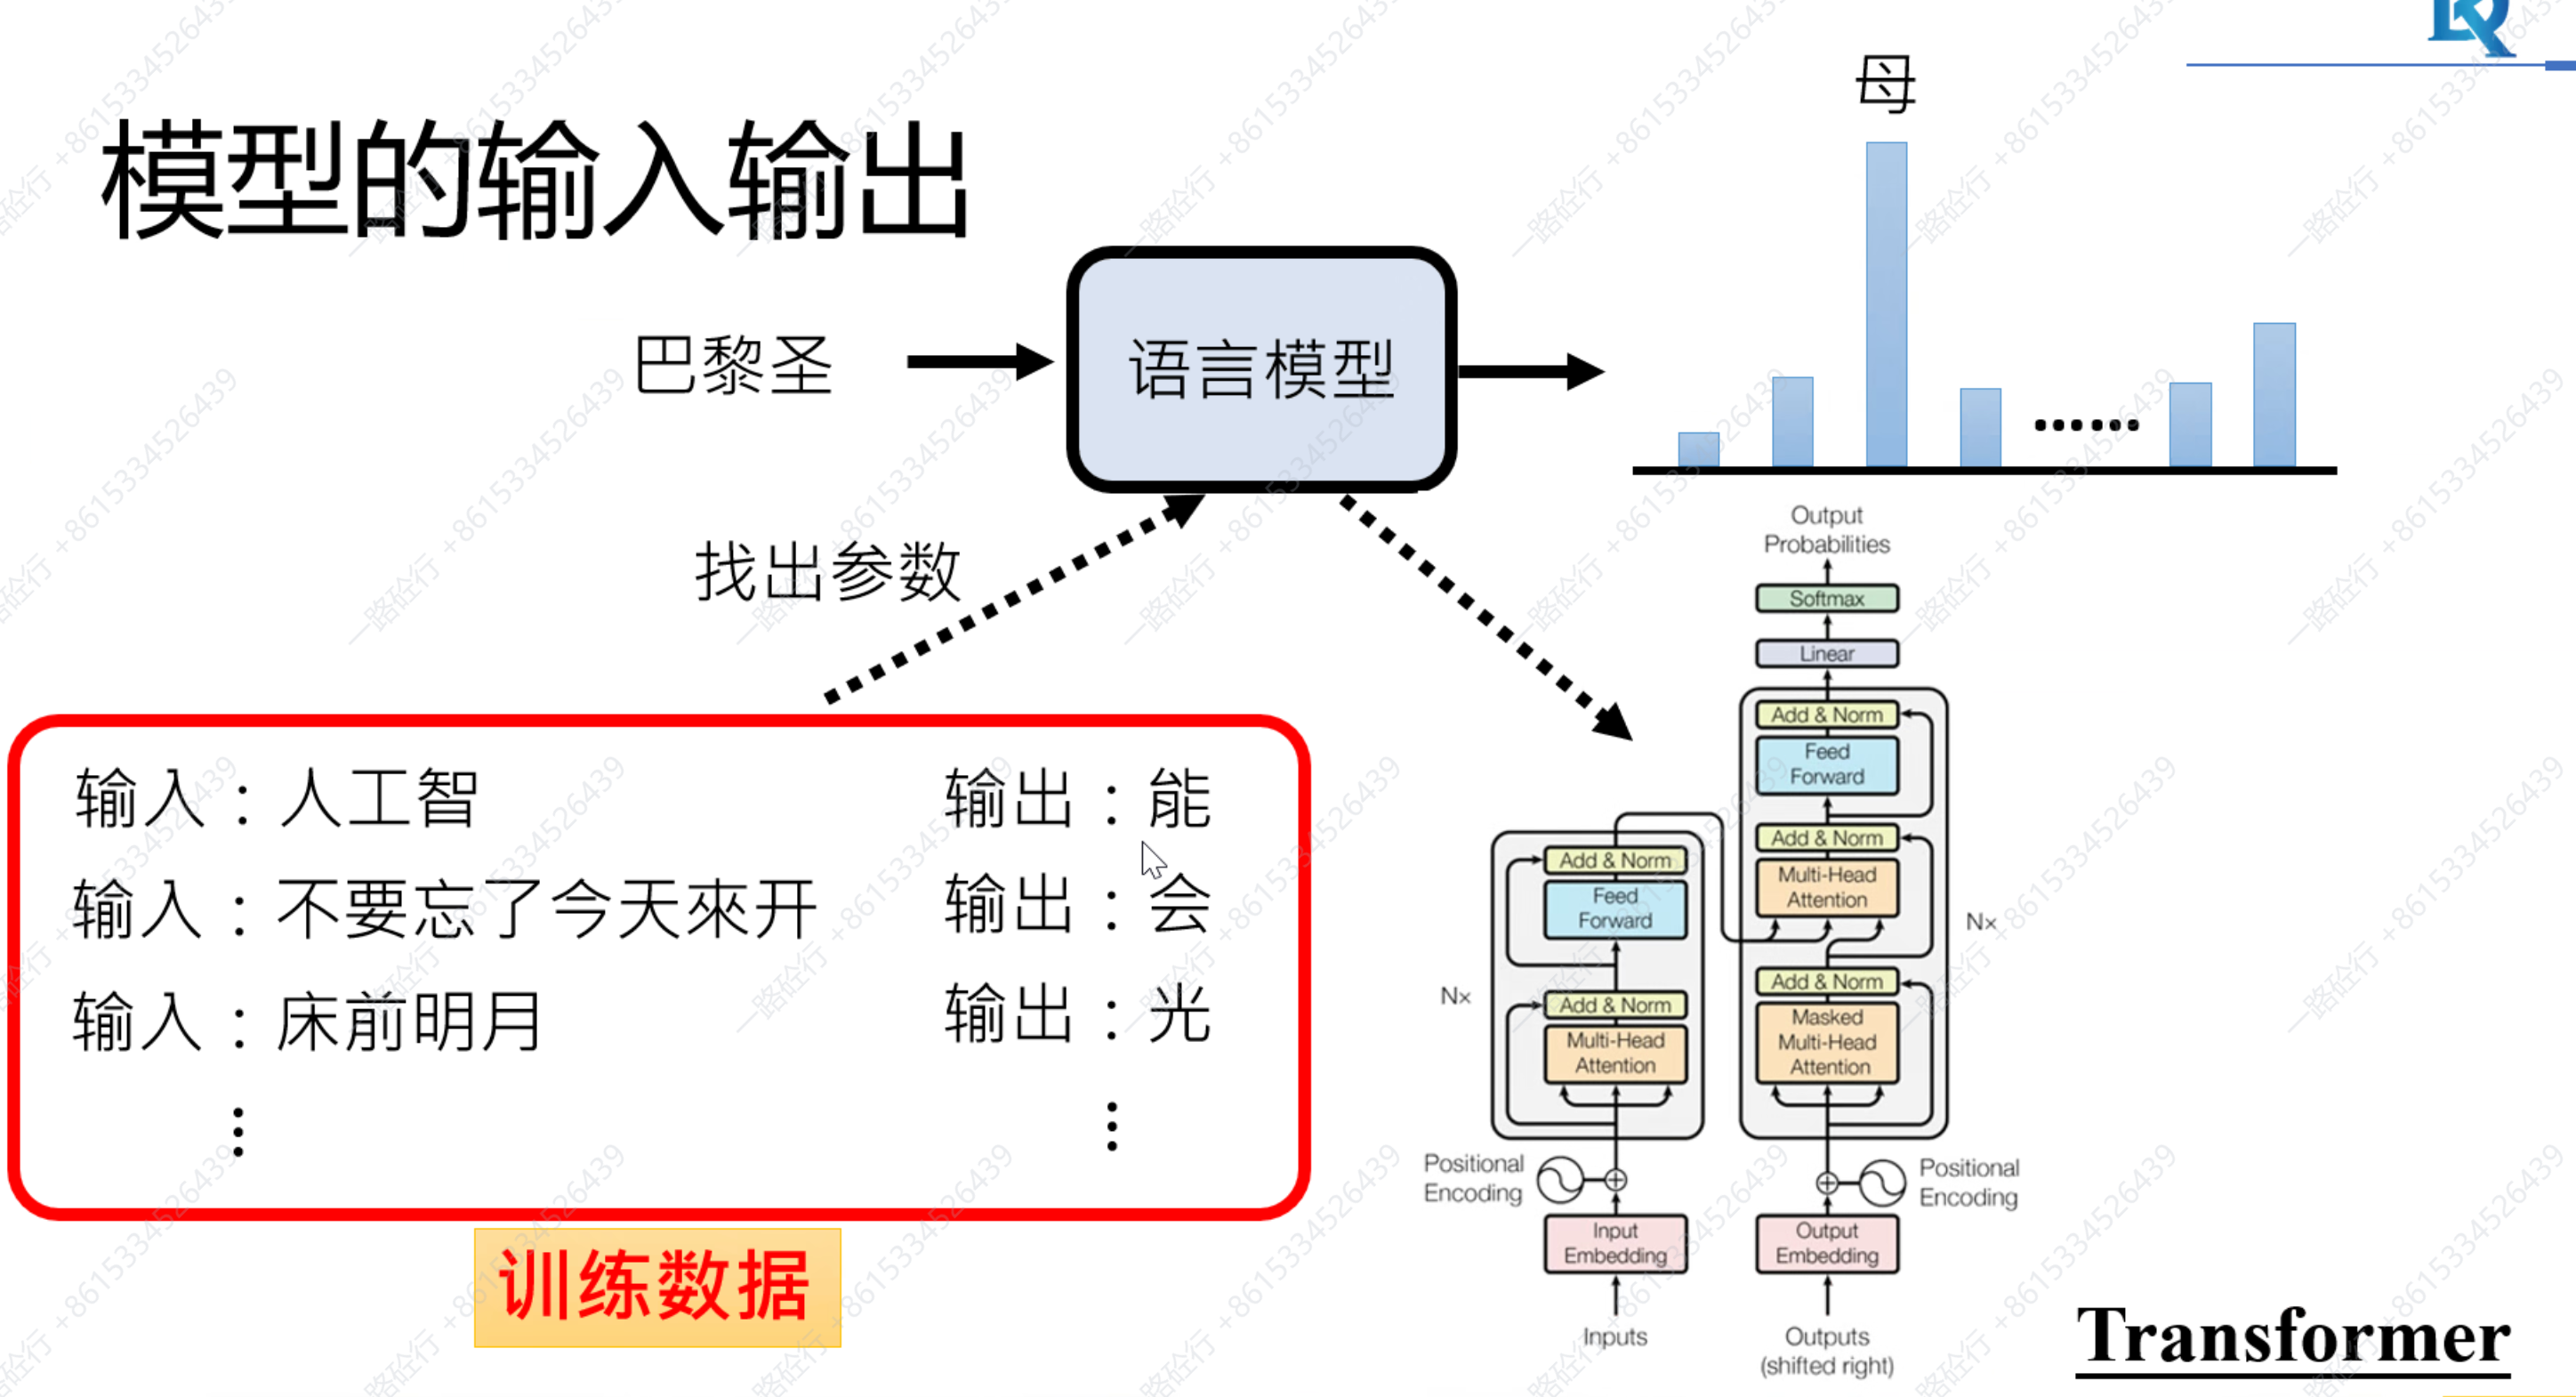 模型的输入输出
母
巴黎圣
语言模型
找出参数
输入：人工智
输出：能
输入：不要忘了今天來开
输出：会
输入：床前明月
输出：光
训练数据
Output
Probabilities
Softmax
Linear
Add & Norm
Feed
Forward
Add & Norm
Multi-Head
Attention
Add & Norm
Masked
Multi-Head
Attention
Nx
Add & Norm
Feed
Forward
Add & Norm
Multi-Head
Attention
Nx
Positional
Encoding
Positional
Encoding
Input
Embedding
Output
Embedding
Inputs
Outputs
(shifted right)
Transformer
一路砼行 +8615333452643​9